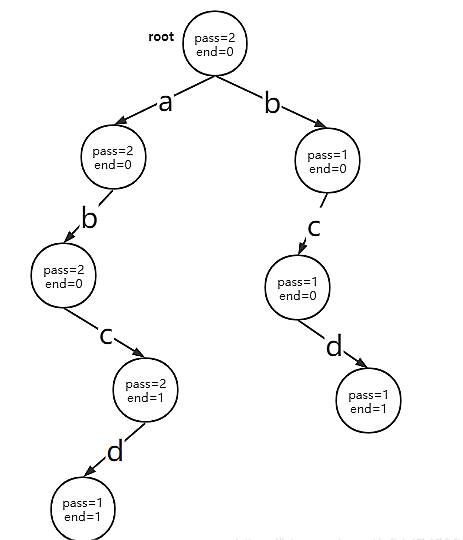 root
pass=2
end=0
a
b
pass=2
end=0
pass=1
end=0
b
c
pass=2
end=0
pass=1
end=0
c
d
pass=2
end=1
pass=1
end=1
d
pass=1
end=1